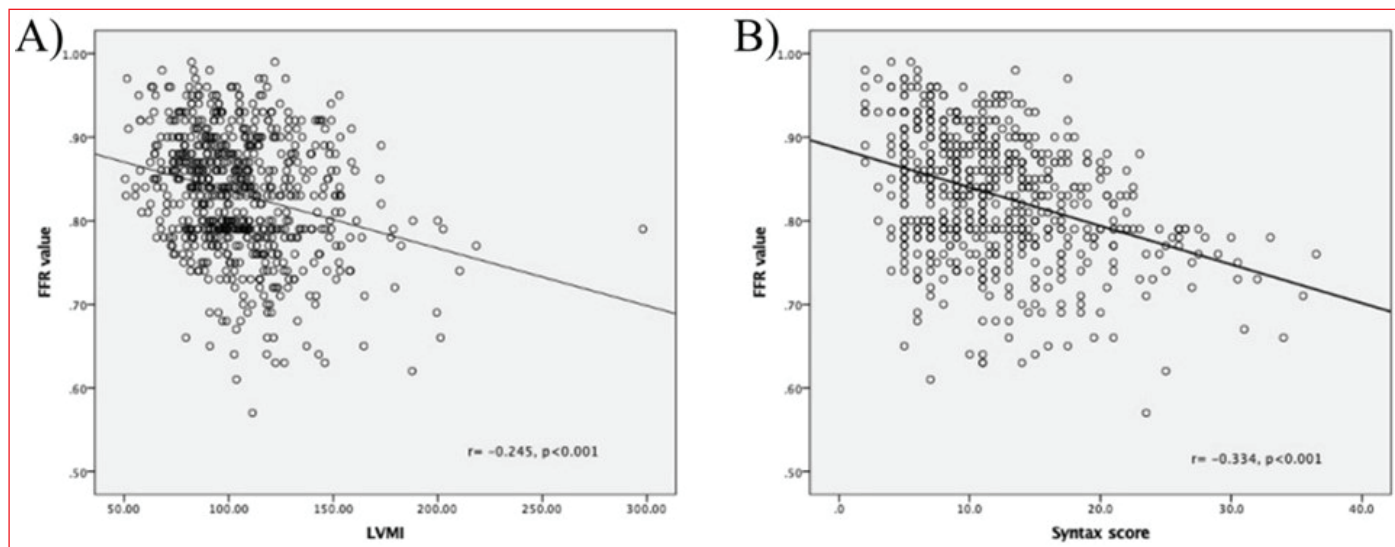 A)
1.00
.90
.80
.70
.60
.50
FFR value
50.00 100.00 150.00 200.00 250.00 300.00
LVMI
r= -0.245, p<0.001
B)
1.00
.90
.80
.70
.60
.50
FFR value
.0 10.0 20.0 30.0 40.0
Syntax score
r= -0.334, p<0.001